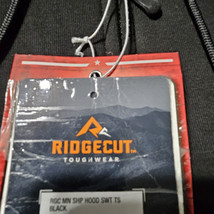 RIDGECUT
TOUGHWEAR
RGC MN SHP HOOD SWT TS
BLACK